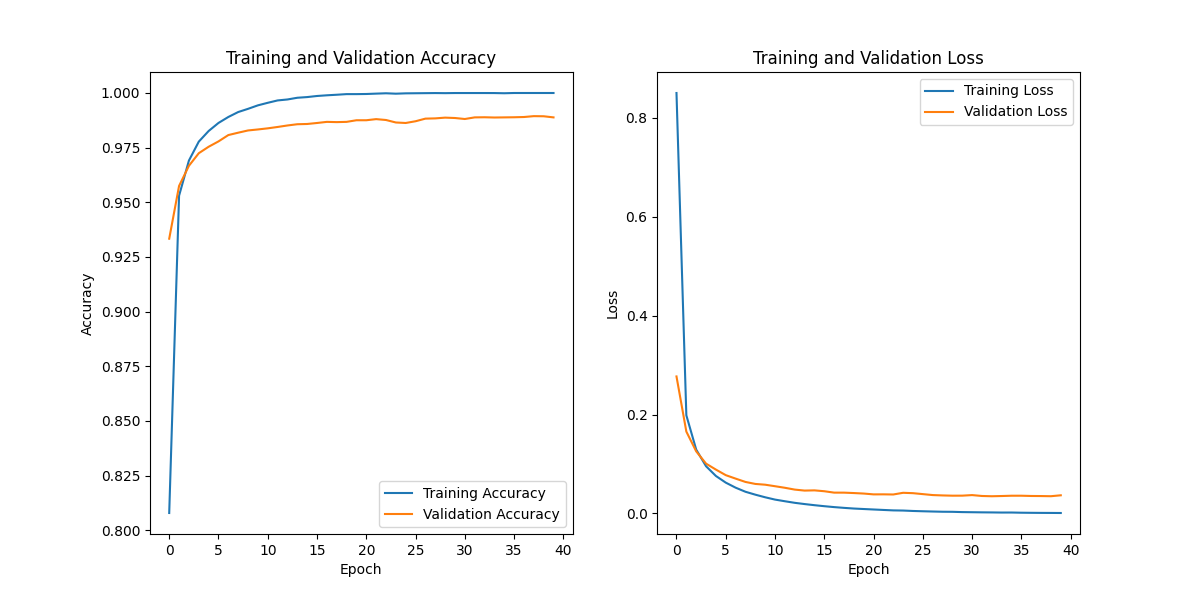 Training and Validation Accuracy
1.000
0.975
0.950
0.925
0.900
0.875
0.850
0.825
0.800
Accuracy
0 5 10 15 20 25 30 35 40
Epoch
Training Accuracy
Validation Accuracy
Training and Validation Loss
0.8
0.6
0.4
0.2
0.0
Loss
0 5 10 15 20 25 30 35 40
Epoch
Training Loss
Validation Loss